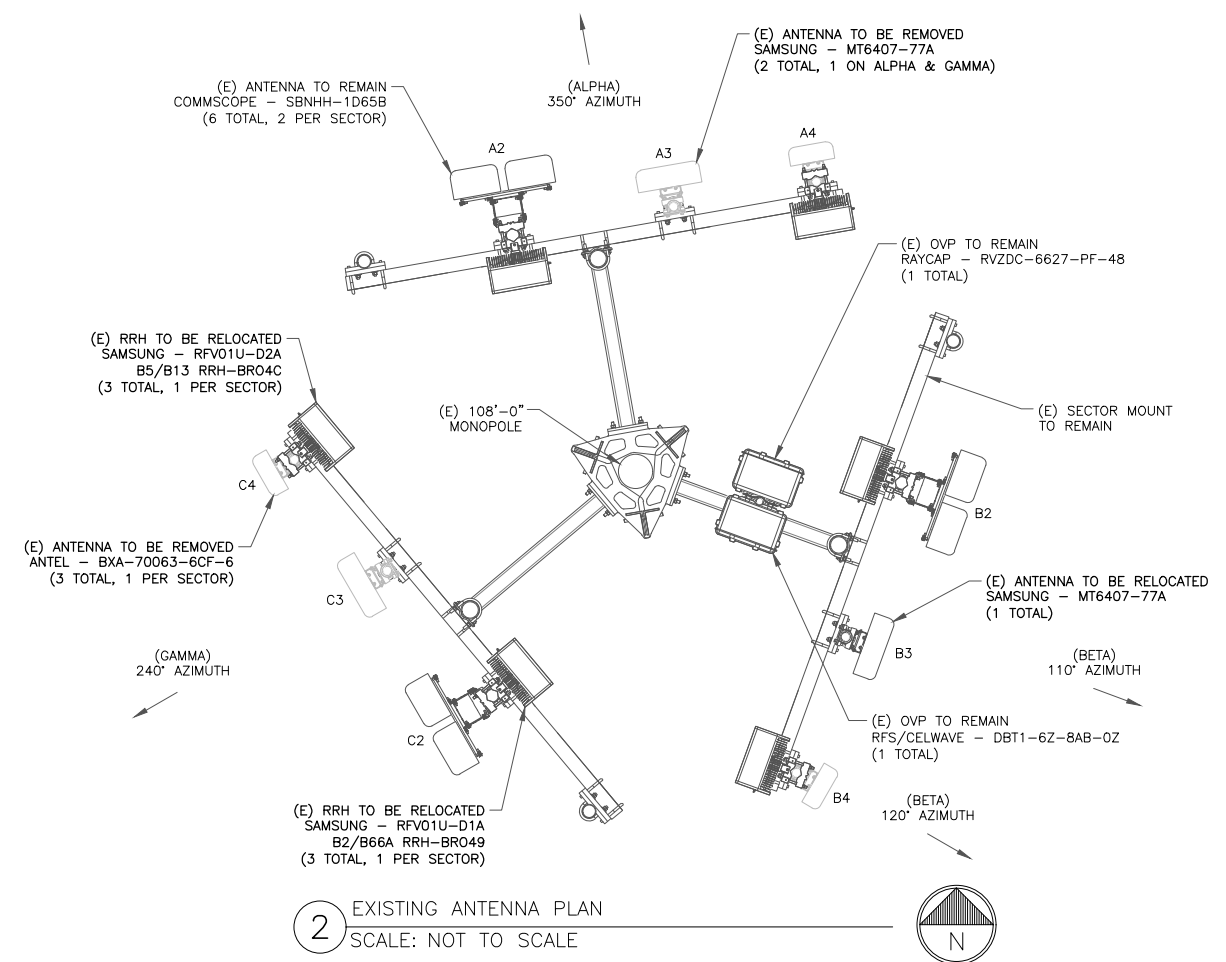 (E) ANTENNA TO BE REMOVED
SAMSUNG – MT6407-77A
(2 TOTAL, 1 ON ALPHA & GAMMA)
(ALPHA)
350° AZIMUTH
(E) ANTENNA TO REMAIN
COMMSCOPE – SBNHH-1D65B
(6 TOTAL, 2 PER SECTOR)
A2
A3
A4
(E) OVP TO REMAIN
RAYCAP – RVZDC-6627-PF-48
(1 TOTAL)
(E) RRH TO BE RELOCATED
SAMSUNG – RFV01U-D2A
B5/B13 RRH-BR04C
(3 TOTAL, 1 PER SECTOR)
(E) 108'-0"
MONOPOLE
(E) SECTOR MOUNT
TO REMAIN
C4
B2
(E) ANTENNA TO BE REMOVED
ANTEL – BXA-70063-6CF-6
(3 TOTAL, 1 PER SECTOR)
C3
(E) ANTENNA TO BE RELOCATED
SAMSUNG – MT6407-77A
(1 TOTAL)
B3
(GAMMA)
240° AZIMUTH
(BETA)
110° AZIMUTH
C2
(E) OVP TO REMAIN
RFS/CELWAVE – DBT1-6Z-8AB-0Z
(1 TOTAL)
B4
(BETA)
120° AZIMUTH
(E) RRH TO BE RELOCATED
SAMSUNG – RFV01U-D1A
B2/B66A RRH-BR049
(3 TOTAL, 1 PER SECTOR)
2
EXISTING ANTENNA PLAN
SCALE: NOT TO SCALE
N